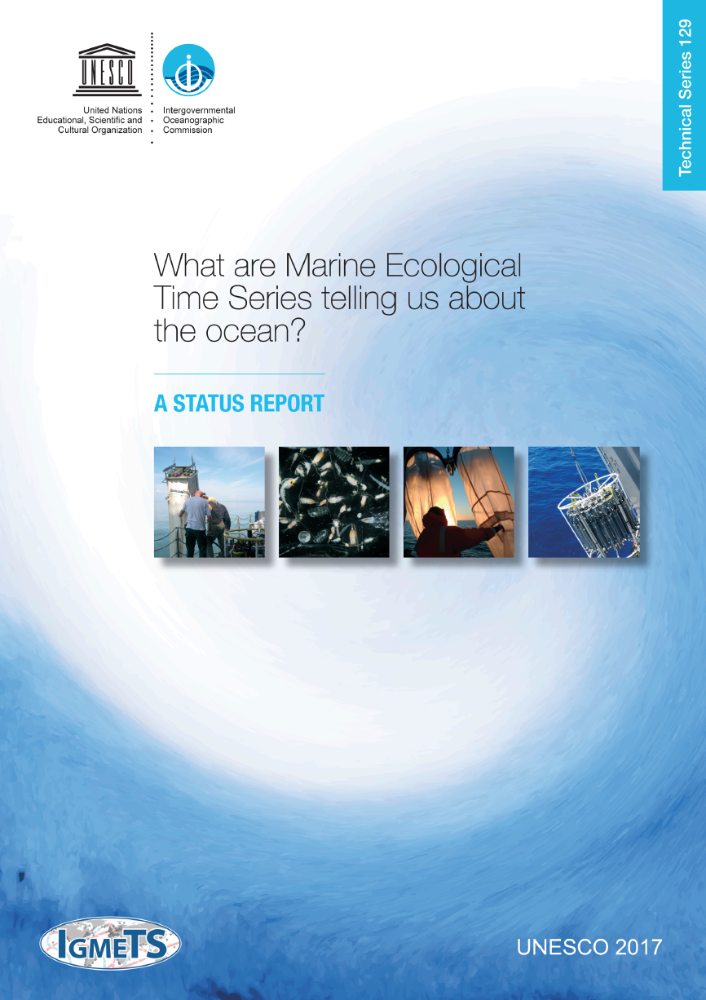 Technical Series 129
UNESCO
United Nations
Educational, Scientific and
Cultural Organization
Intergovernmental
Oceanographic
Commission
What are Marine Ecological
Time Series telling us about
the ocean?
A STATUS REPORT
IGMETS
UNESCO 2017